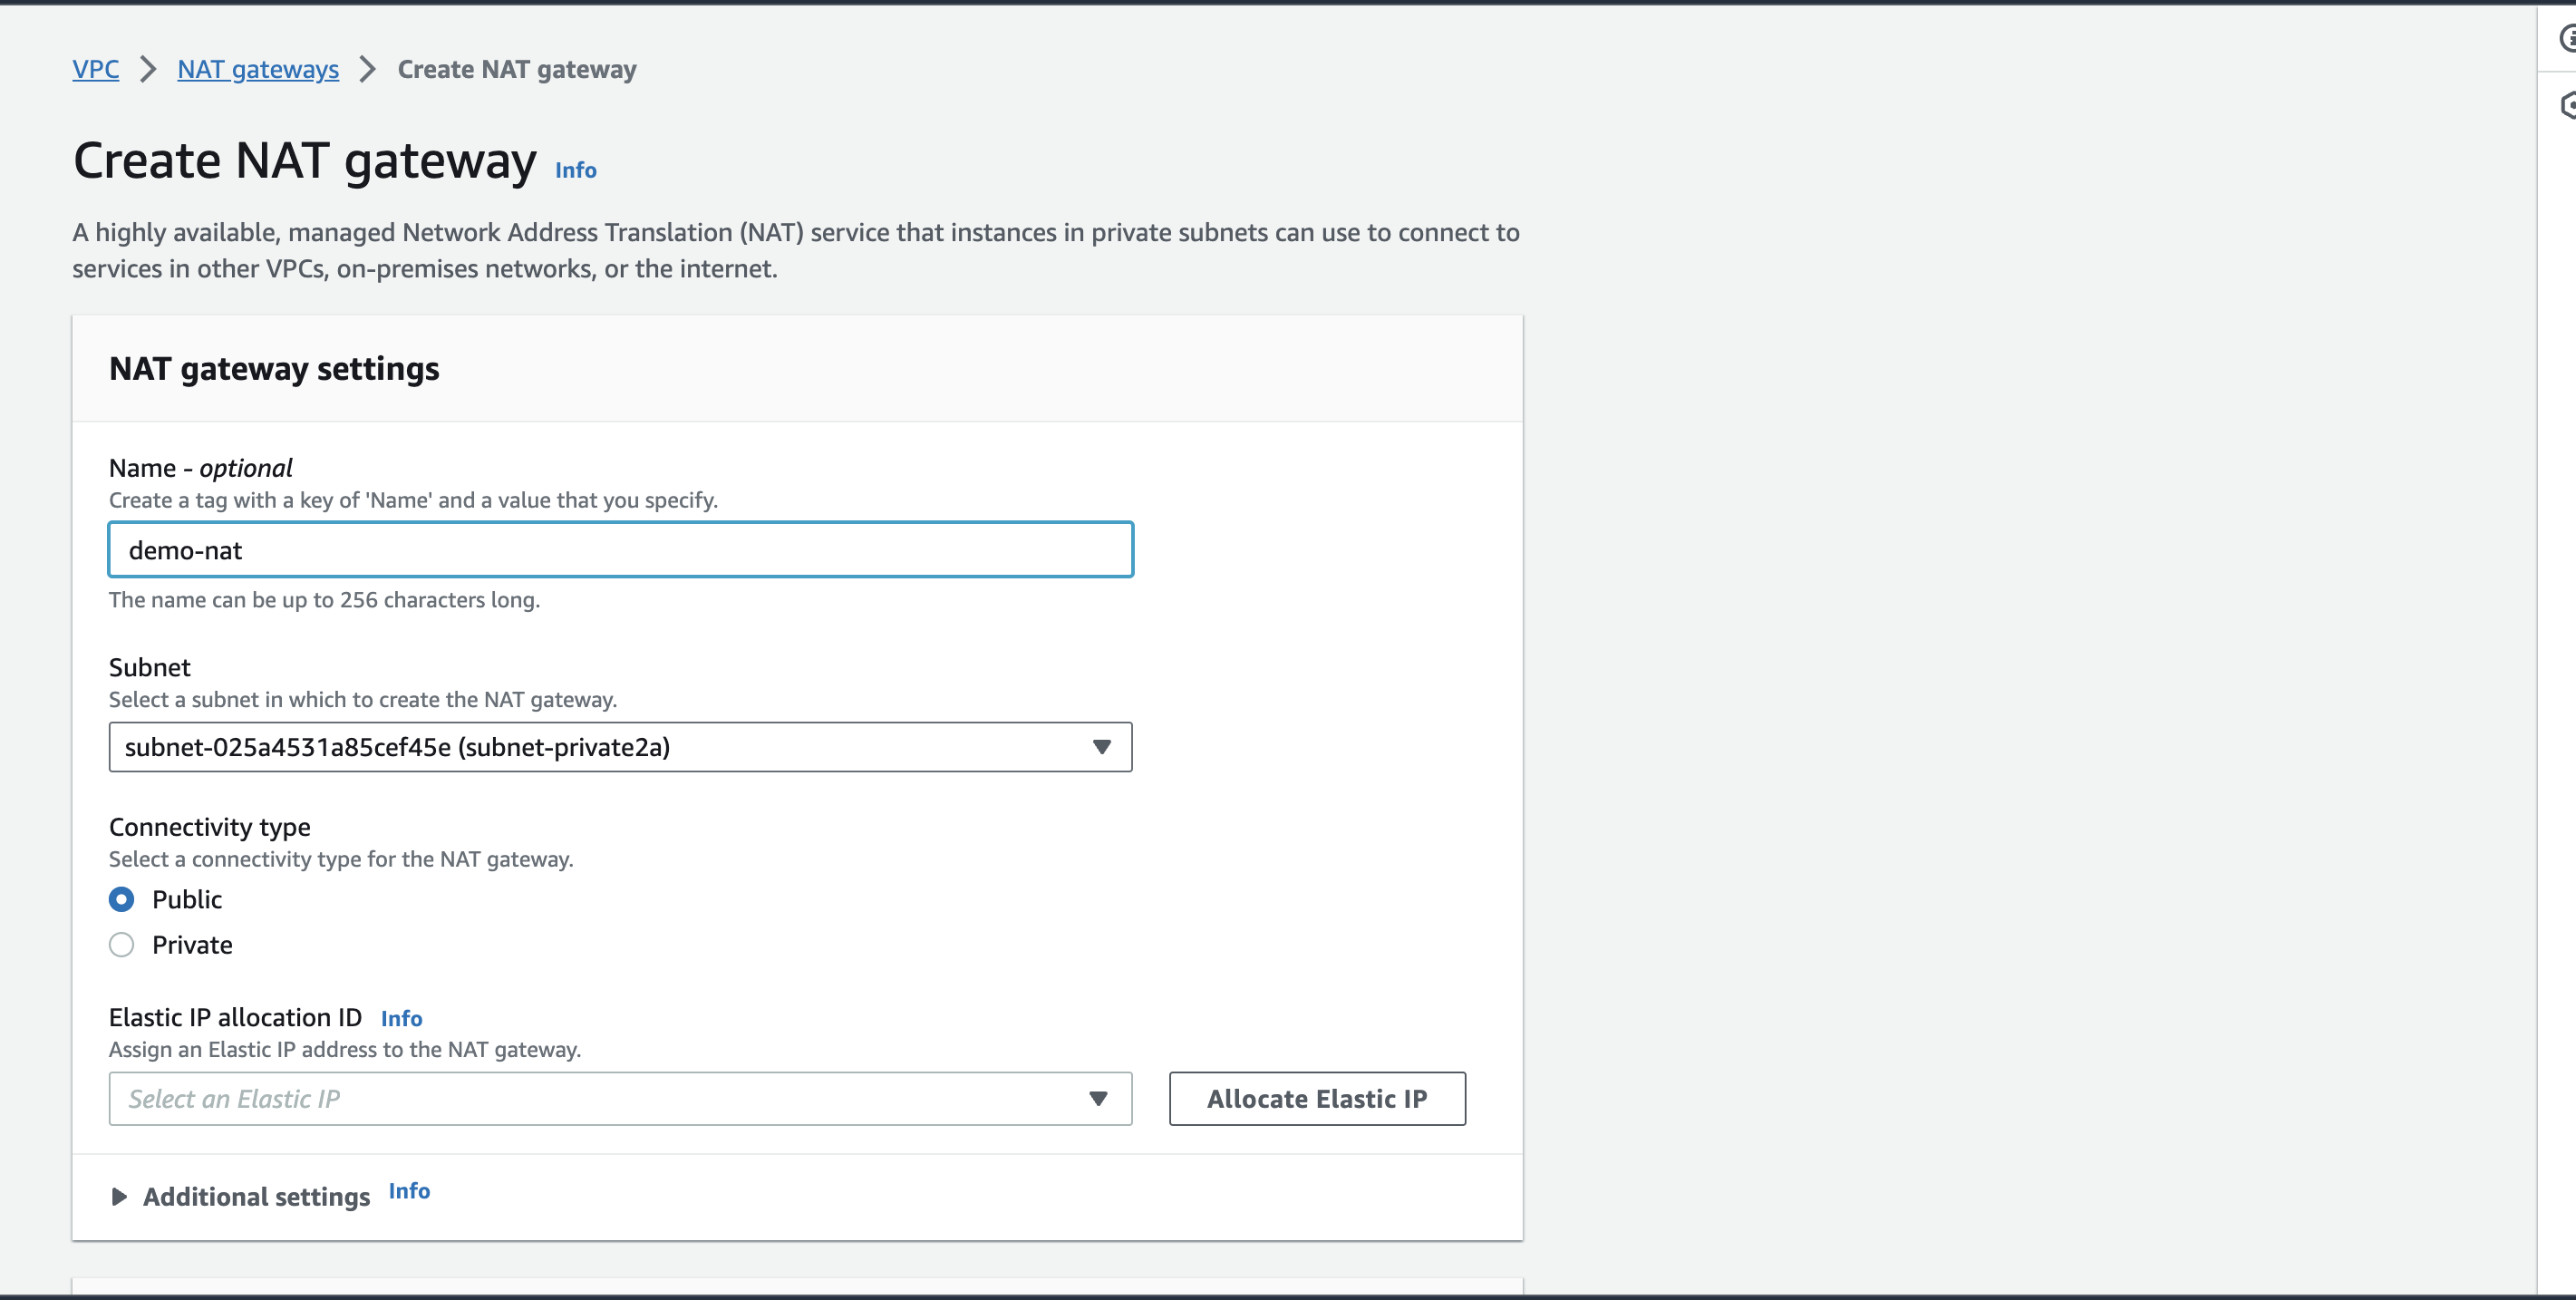 VPC > NAT gateways > Create NAT gateway
Create NAT gateway Info
A highly available, managed Network Address Translation (NAT) service that instances in private subnets can use to connect to
services in other VPCs, on-premises networks, or the internet.
NAT gateway settings
Name - optional
Create a tag with a key of 'Name' and a value that you specify.
demo-nat
The name can be up to 256 characters long.
Subnet
Select a subnet in which to create the NAT gateway.
subnet-025a4531a85cef45e (subnet-private2a)
Connectivity type
Select a connectivity type for the NAT gateway.
Public
Private
Elastic IP allocation ID Info
Assign an Elastic IP address to the NAT gateway.
Select an Elastic IP
Allocate Elastic IP
Additional settings Info